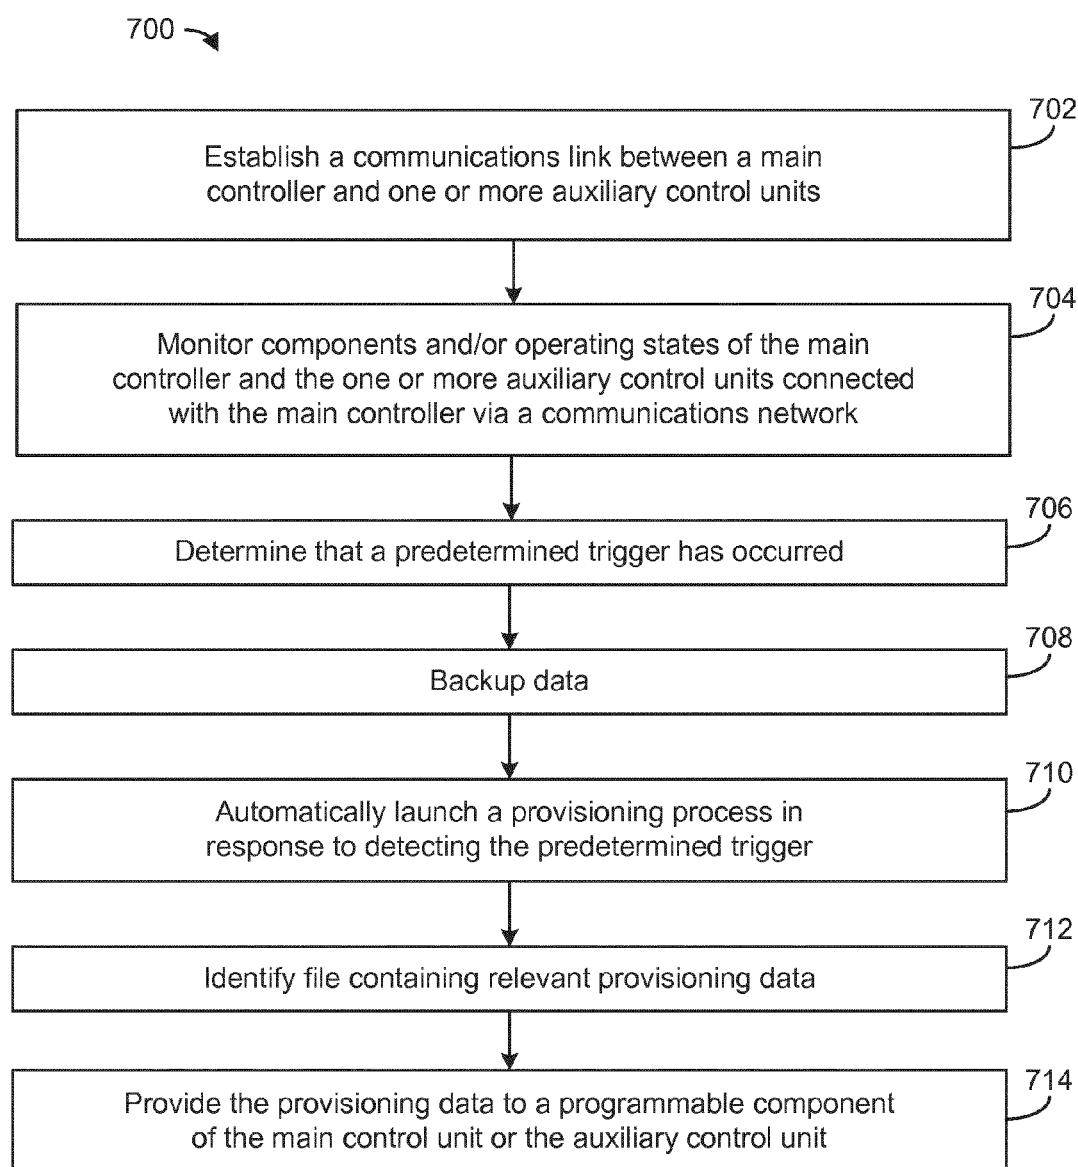 700
702
Establish a communications link between a main
controller and one or more auxiliary control units
704
Monitor components and/or operating states of the main
controller and the one or more auxiliary control units connected
with the main controller via a communications network
706
Determine that a predetermined trigger has occurred
708
Backup data
710
Automatically launch a provisioning process in
response to detecting the predetermined trigger
712
Identify file containing relevant provisioning data
714
Provide the provisioning data to a programmable component
of the main control unit or the auxiliary control unit